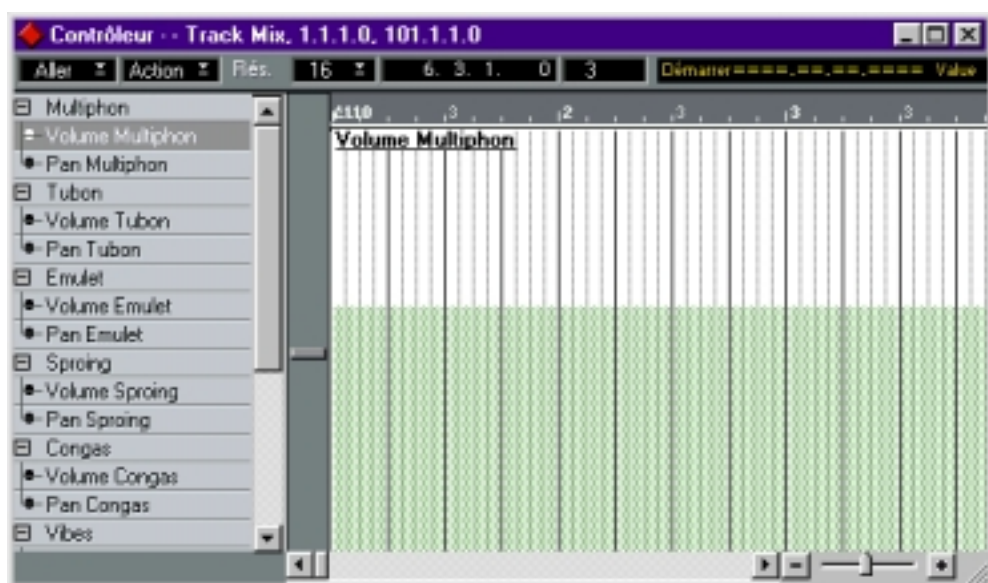 Contrôleur -- Track Mix, 1.1.1.0, 101.1.1.0
Aller Action Rés. 16 6. 3. 1. 0 3 Démarrer====.==.==.==== Value
3 2 3 3 3
Multiphon
Volume Multiphon
Pan Multiphon
Tubon
Volume Tubon
Pan Tubon
Emulet
Volume Emulet
Pan Emulet
Sproing
Volume Sproing
Pan Sproing
Congas
Volume Congas
Pan Congas
Vibes
Volume Multiphon